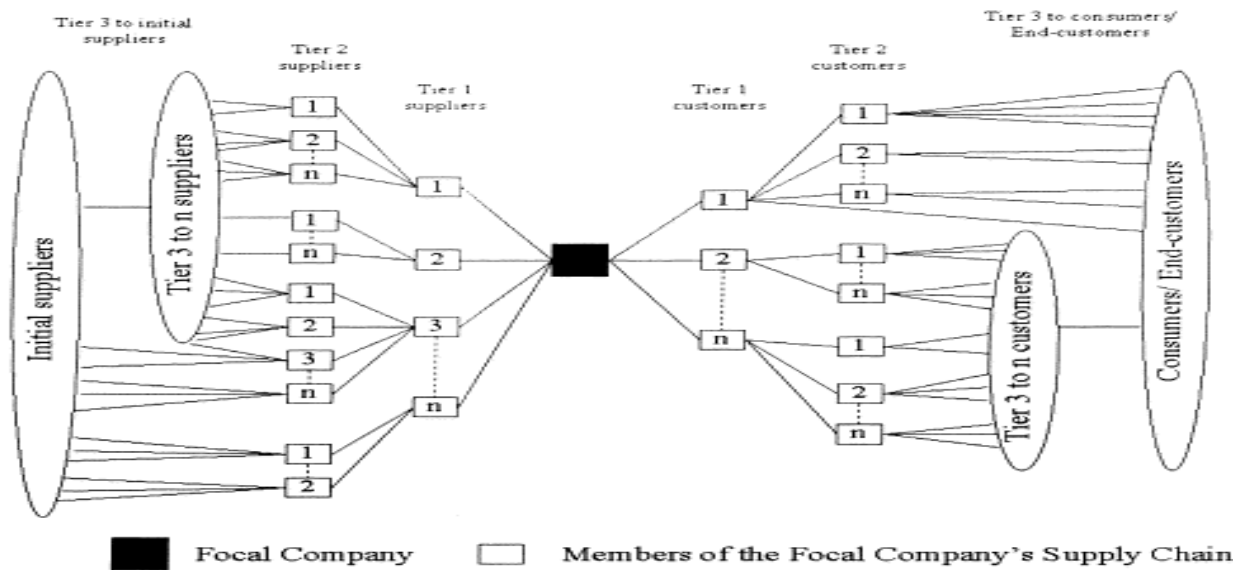 Tier 3 to initial
suppliers
Tier 2
suppliers
Tier 1
suppliers
Tier 1
customers
Tier 2
customers
Tier 3 to consumers/
End-customers
Initial suppliers
Tier 3 to n suppliers
1
2
n
1
n
1
2
3
n
1
2
1
2
3
n
1
2
n
1
2
n
1
n
1
2
n
Tier 3 to n customers
Consumers/ End-customers
Focal Company
Members of the Focal Company's Supply Chain